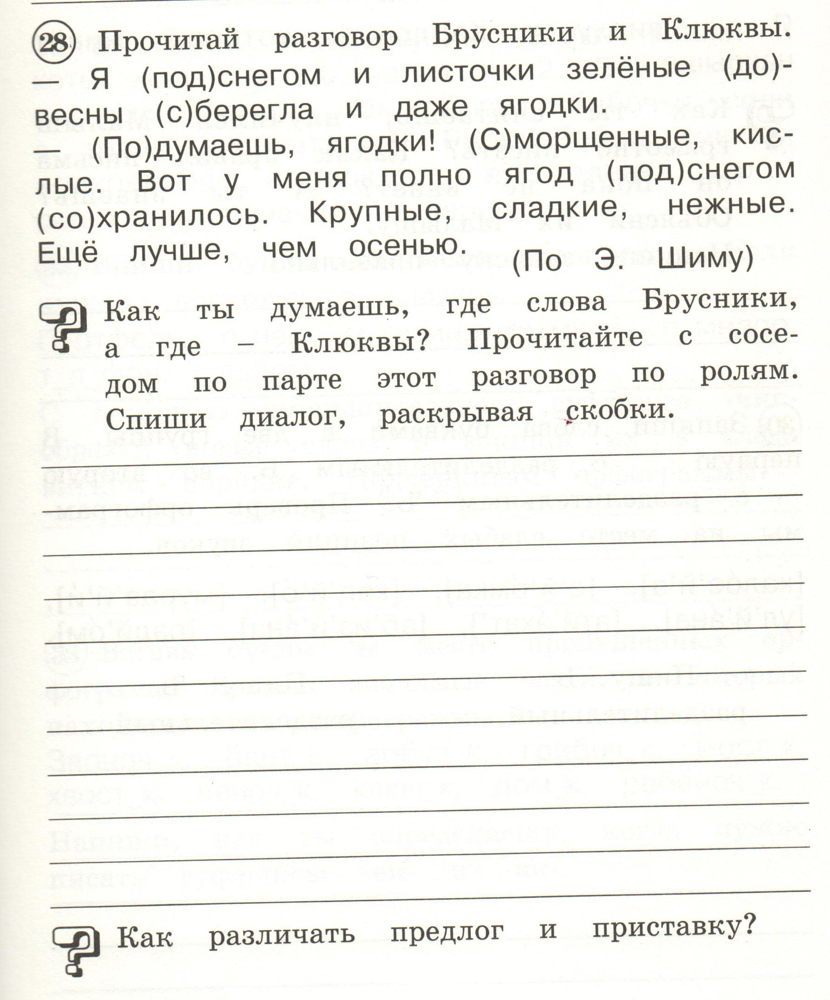 28 Прочитай разговор Брусники и Клюквы.
— Я (под)снегом и листочки зелёные (до)-
весны (с)берегла и даже ягодки.
— (По)думаешь, ягодки! (С)морщенные, кис-
лые. Вот у меня полно ягод (под)снегом
(со)хранилось. Крупные, сладкие, нежные.
Ещё лучше, чем осенью.
(По Э. Шиму)
? Как ты думаешь, где слова Брусники,
а где – Клюквы? Прочитайте с сосе-
дом по парте этот разговор по ролям.
Спиши диалог, раскрывая скобки.
? Как различать предлог и приставку?